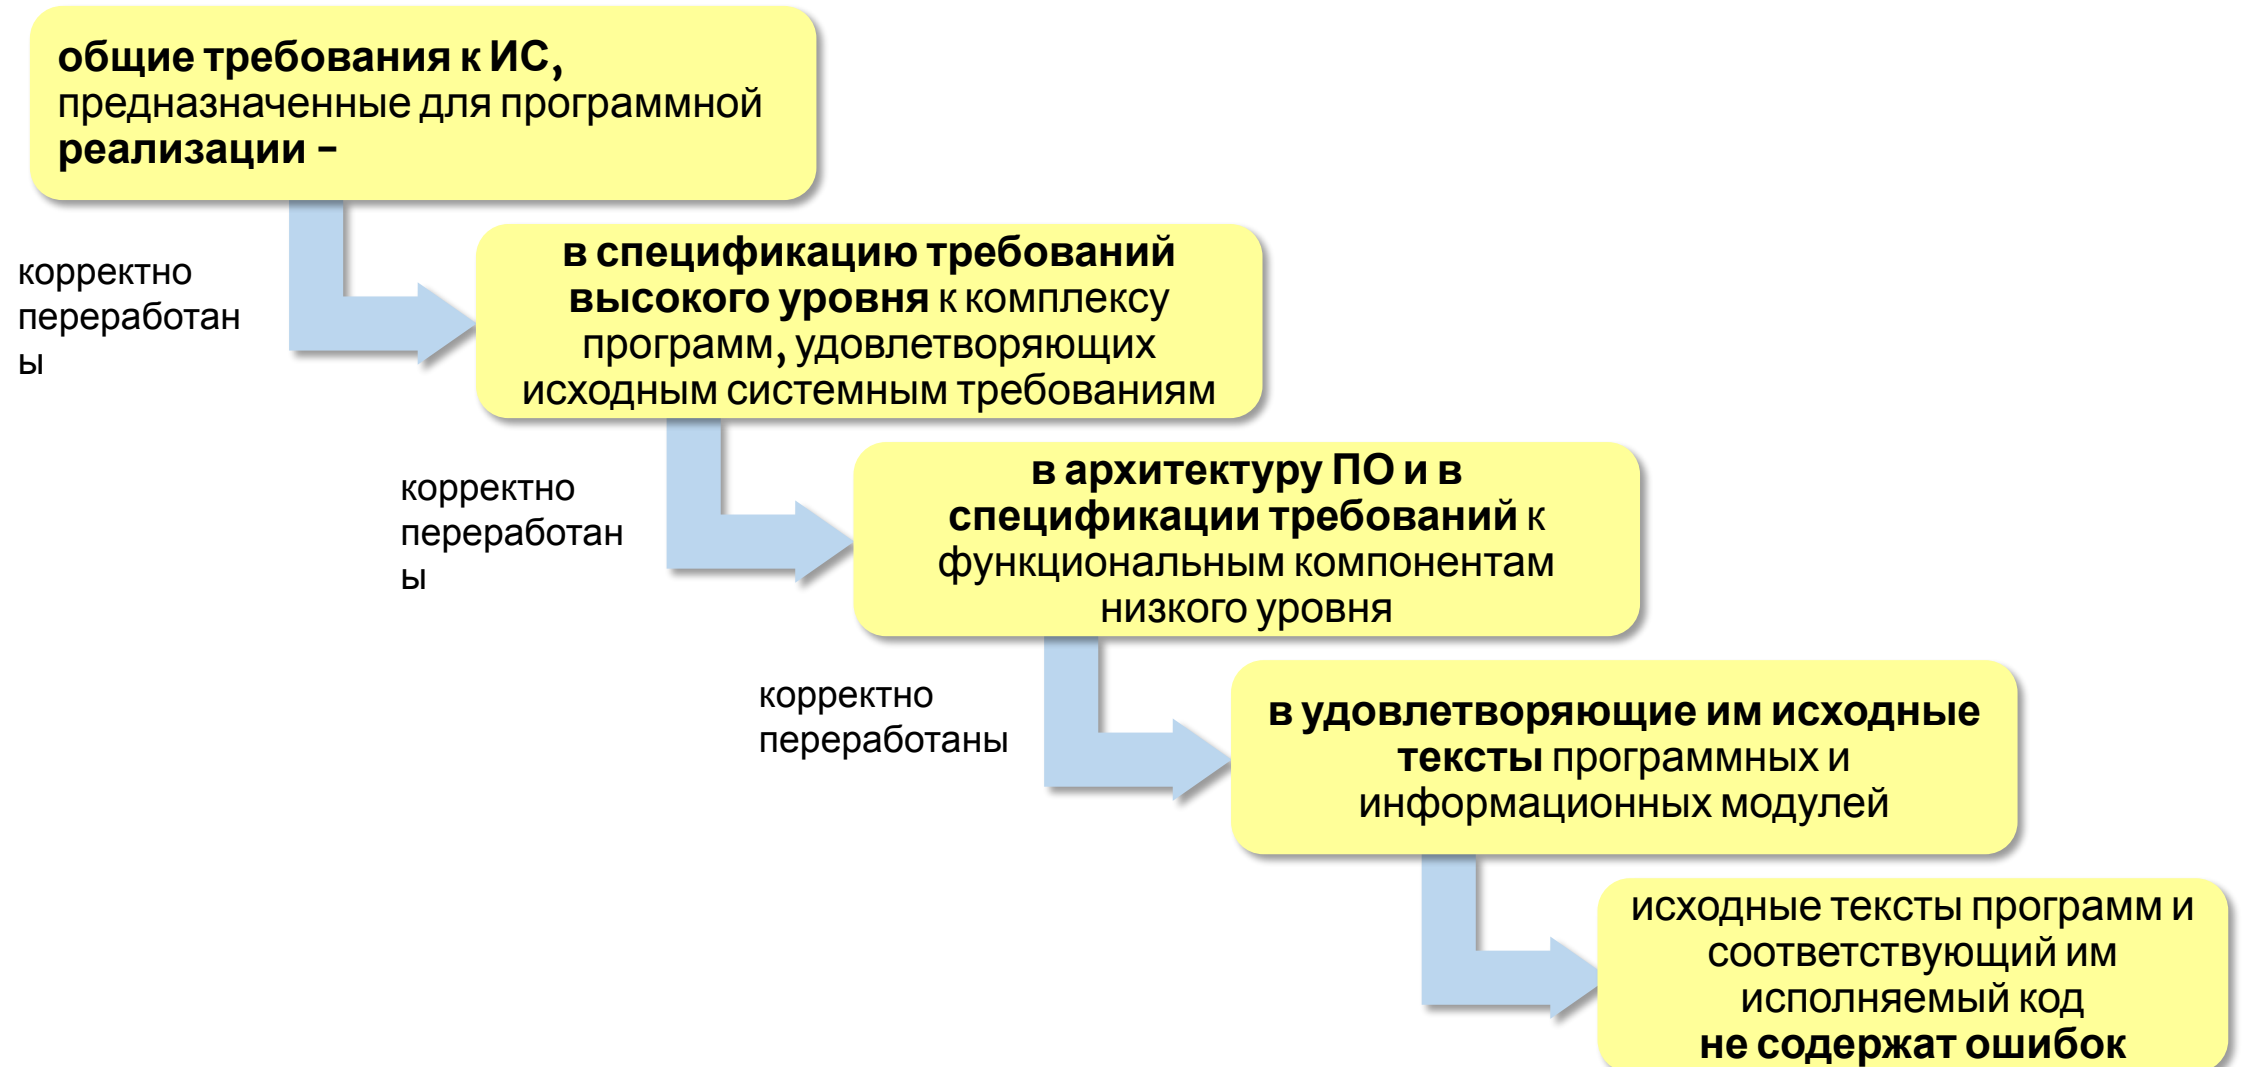 общие требования к ИС,
предназначенные для программной
реализации –
корректно
переработан
ы
в спецификацию требований
высокого уровня к комплексу
программ, удовлетворяющих
исходным системным требованиям
корректно
переработан
ы
в архитектуру ПО и в
спецификации требований к
функциональным компонентам
низкого уровня
корректно
переработаны
в удовлетворяющие им исходные
тексты программных и
информационных модулей
исходные тексты программ и
соответствующий им
исполняемый код
не содержат ошибок